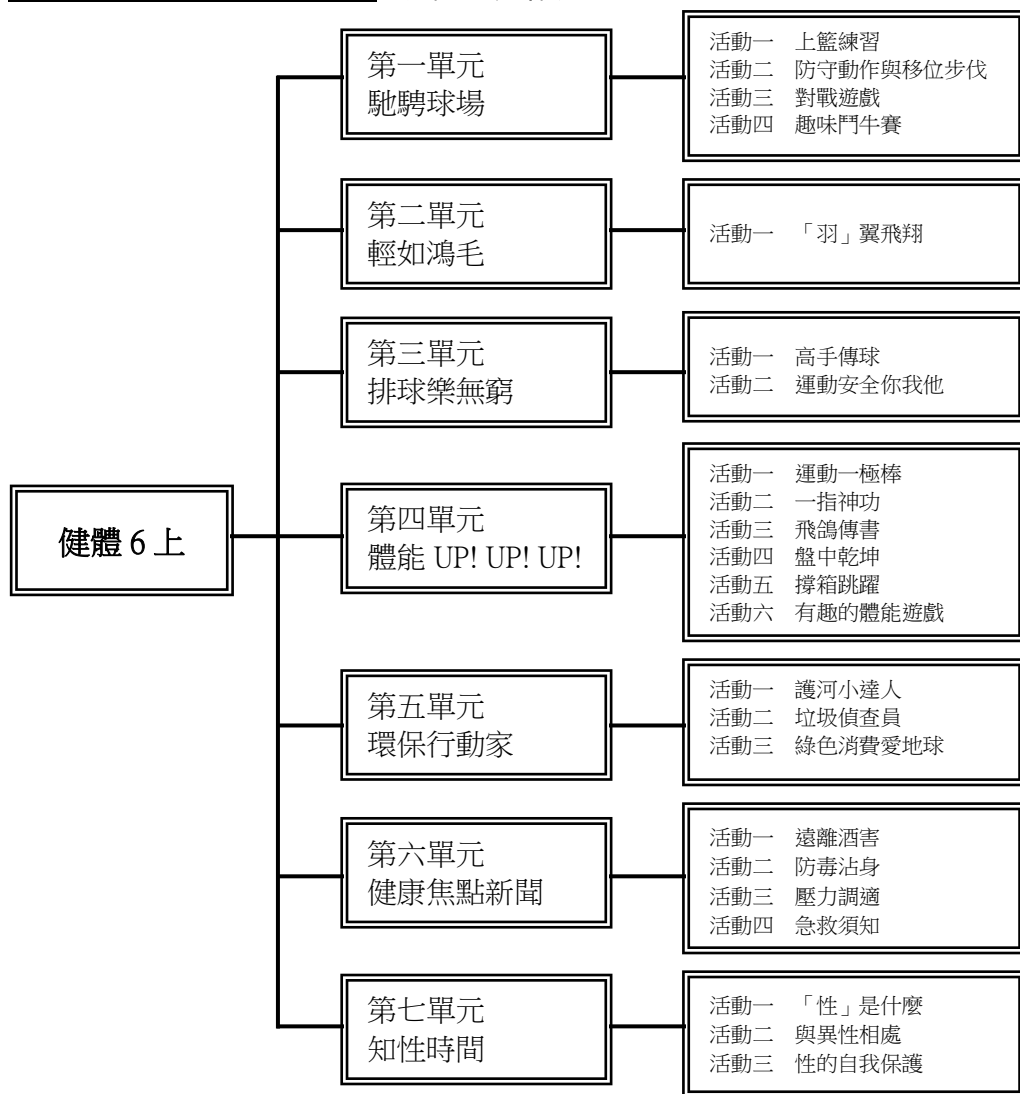 健體 6 上
第一單元
馳騁球場
活動一 上籃練習
活動二 防守動作與移位步伐
活動三 對戰遊戲
活動四 趣味鬥牛賽
第二單元
輕如鴻毛
活動一 「羽」翼飛翔
第三單元
排球樂無窮
活動一 高手傳球
活動二 運動安全你我他
第四單元
體能 UP! UP! UP!
活動一 運動一極棒
活動二 一指神功
活動三 飛鴿傳書
活動四 盤中乾坤
活動五 撐箱跳躍
活動六 有趣的體能遊戲
第五單元
環保行動家
活動一 護河小達人
活動二 垃圾偵查員
活動三 綠色消費愛地球
第六單元
健康焦點新聞
活動一 遠離酒害
活動二 防毒沾身
活動三 壓力調適
活動四 急救須知
第七單元
知性時間
活動一 「性」是什麼
活動二 與異性相處
活動三 性的自我保護